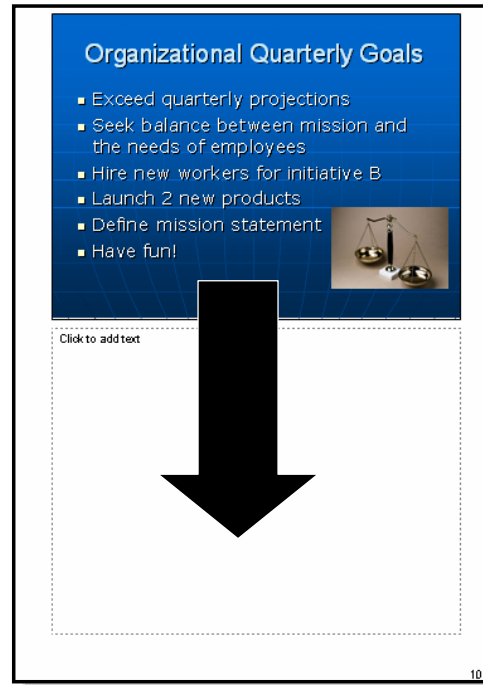 Organizational Quarterly Goals
Exceed quarterly projections
Seek balance between mission and
the needs of employees
Hire new workers for initiative B
Launch 2 new products
Define mission statement
Have fun!
Click to add text
10